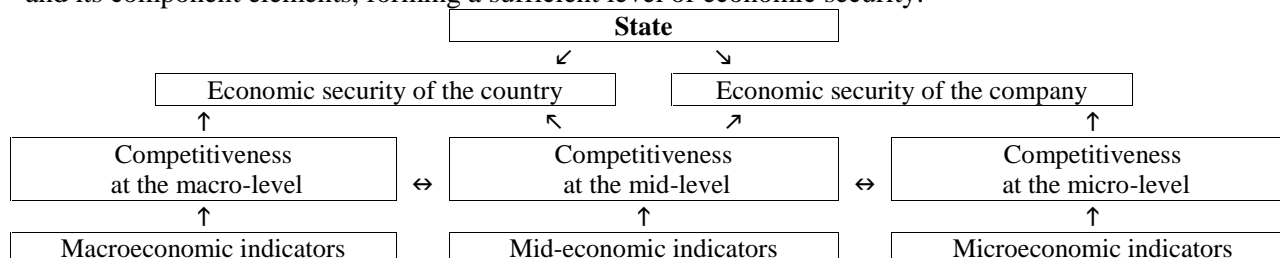 and its component elements, forming a sufficient level of economic security.
State
↙ ↘
Economic security of the country Economic security of the company
↑ ↖ ↗ ↑
Competitiveness Competitiveness Competitiveness
at the macro-level ↔ at the mid-level ↔ at the micro-level
↑ ↑ ↑
Macroeconomic indicators Mid-economic indicators Microeconomic indicators